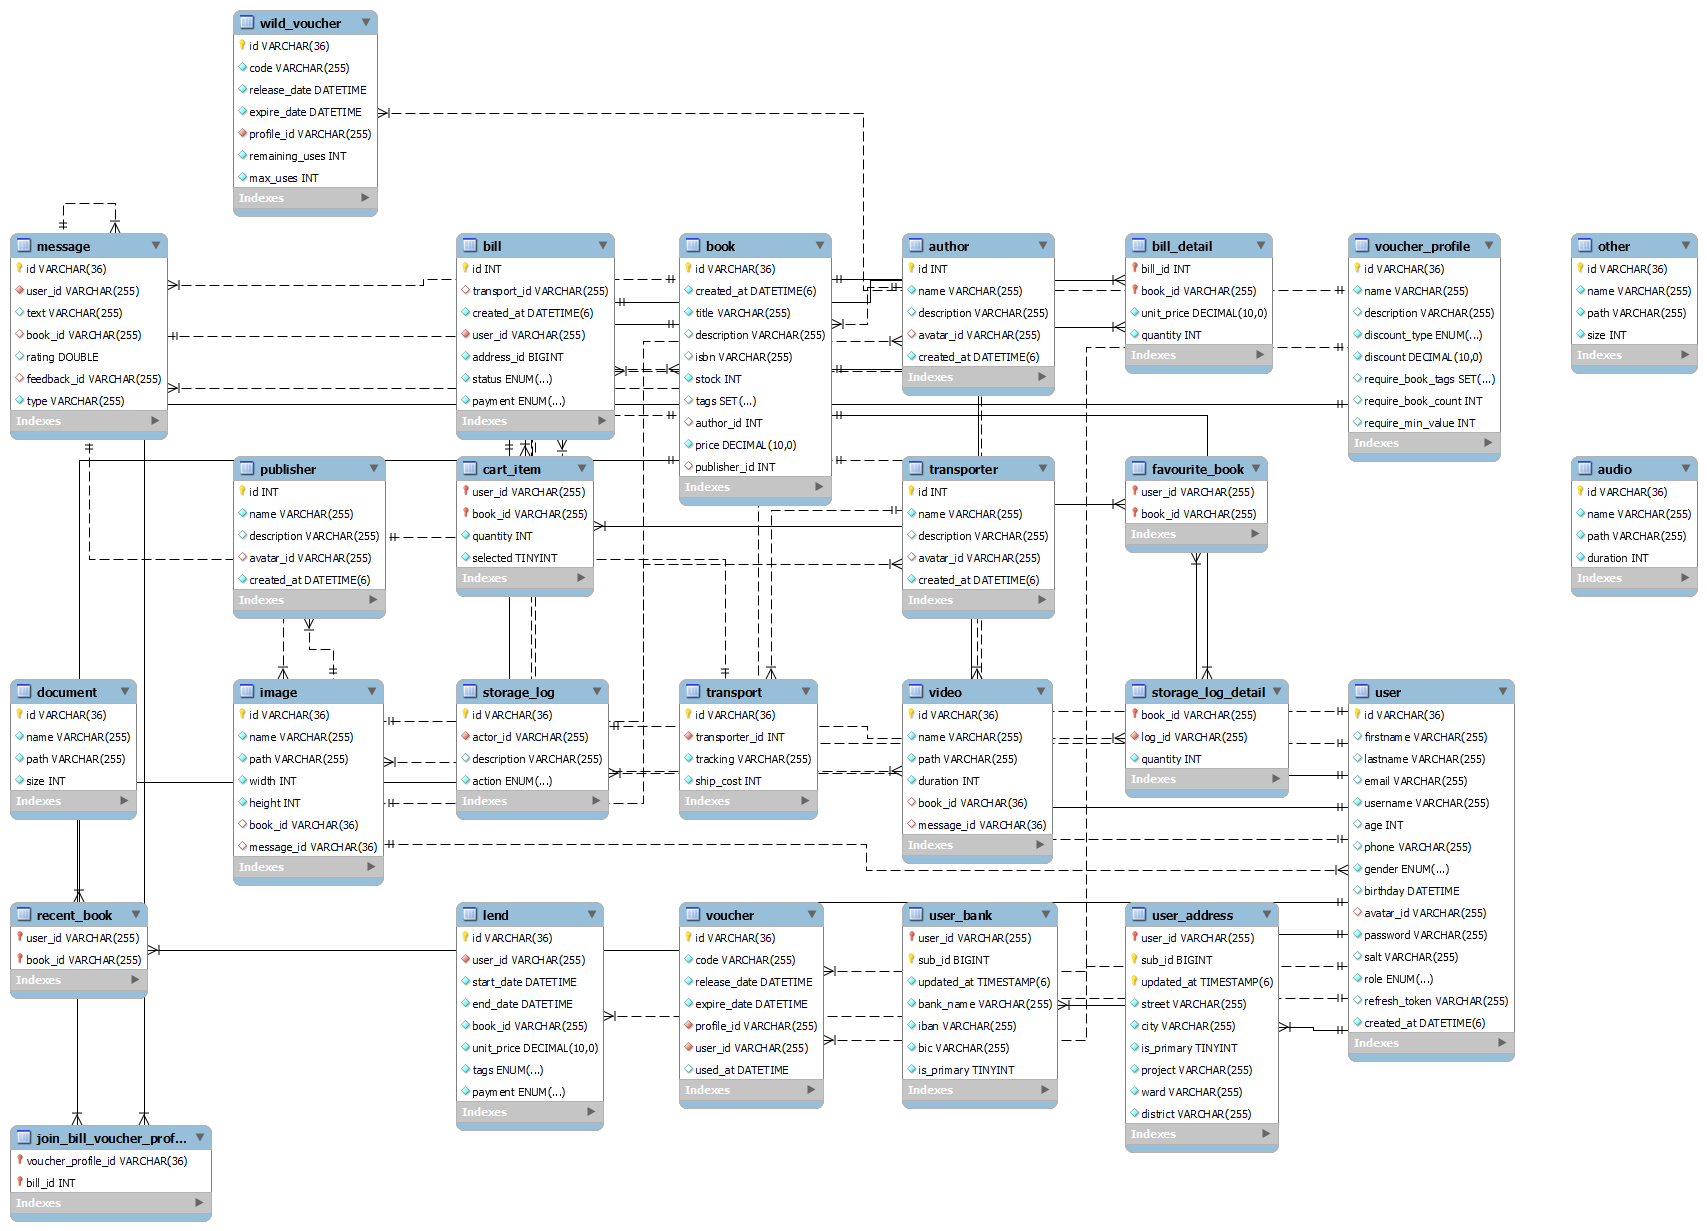 wild_voucher
id VARCHAR(36)
code VARCHAR(255)
release_date DATETIME
expire_date DATETIME
profile_id VARCHAR(255)
remaining_uses INT
max_uses INT
Indexes
message
id VARCHAR(36)
user_id VARCHAR(255)
text VARCHAR(255)
book_id VARCHAR(255)
rating DOUBLE
feedback_id VARCHAR(255)
type VARCHAR(255)
Indexes
bill
id INT
transport_id VARCHAR(255)
created_at DATETIME(6)
user_id VARCHAR(255)
address_id BIGINT
status ENUM(...)
payment ENUM(...)
Indexes
book
id VARCHAR(36)
created_at DATETIME(6)
title VARCHAR(255)
description VARCHAR(255)
isbn VARCHAR(255)
stock INT
tags SET(...)
author_id INT
price DECIMAL(10,0)
publisher_id INT
Indexes
author
id INT
name VARCHAR(255)
description VARCHAR(255)
avatar_id VARCHAR(255)
created_at DATETIME(6)
Indexes
bill_detail
bill_id INT
book_id VARCHAR(255)
unit_price DECIMAL(10,0)
quantity INT
Indexes
voucher_profile
id VARCHAR(36)
name VARCHAR(255)
description VARCHAR(255)
discount_type ENUM(...)
discount DECIMAL(10,0)
require_book_tags SET(...)
require_book_count INT
require_min_value INT
Indexes
other
id VARCHAR(36)
name VARCHAR(255)
path VARCHAR(255)
size INT
Indexes
publisher
id INT
name VARCHAR(255)
description VARCHAR(255)
avatar_id VARCHAR(255)
created_at DATETIME(6)
Indexes
cart_item
user_id VARCHAR(255)
book_id VARCHAR(255)
quantity INT
selected TINYINT
Indexes
transporter
id INT
name VARCHAR(255)
description VARCHAR(255)
avatar_id VARCHAR(255)
created_at DATETIME(6)
Indexes
favourite_book
user_id VARCHAR(255)
book_id VARCHAR(255)
Indexes
audio
id VARCHAR(36)
name VARCHAR(255)
path VARCHAR(255)
duration INT
Indexes
document
id VARCHAR(36)
name VARCHAR(255)
path VARCHAR(255)
size INT
Indexes
image
id VARCHAR(36)
name VARCHAR(255)
path VARCHAR(255)
width INT
height INT
book_id VARCHAR(36)
message_id VARCHAR(36)
Indexes
storage_log
id VARCHAR(36)
actor_id VARCHAR(255)
description VARCHAR(255)
action ENUM(...)
Indexes
transport
id VARCHAR(36)
transporter_id INT
tracking VARCHAR(255)
ship_cost INT
Indexes
video
id VARCHAR(36)
name VARCHAR(255)
path VARCHAR(255)
duration INT
book_id VARCHAR(36)
message_id VARCHAR(36)
Indexes
storage_log_detail
book_id VARCHAR(255)
log_id VARCHAR(255)
quantity INT
Indexes
user
id VARCHAR(36)
firstname VARCHAR(255)
lastname VARCHAR(255)
email VARCHAR(255)
username VARCHAR(255)
age INT
phone VARCHAR(255)
gender ENUM(...)
birthday DATETIME
avatar_id VARCHAR(255)
password VARCHAR(255)
salt VARCHAR(255)
role ENUM(...)
refresh_token VARCHAR(255)
created_at DATETIME(6)
Indexes
recent_book
user_id VARCHAR(255)
book_id VARCHAR(255)
Indexes
lend
id VARCHAR(36)
user_id VARCHAR(255)
start_date DATETIME
end_date DATETIME
book_id VARCHAR(255)
unit_price DECIMAL(10,0)
tags ENUM(...)
payment ENUM(...)
Indexes
voucher
id VARCHAR(36)
code VARCHAR(255)
release_date DATETIME
expire_date DATETIME
profile_id VARCHAR(255)
user_id VARCHAR(255)
used_at DATETIME
Indexes
user_bank
user_id VARCHAR(255)
sub_id BIGINT
updated_at TIMESTAMP(6)
bank_name VARCHAR(255)
iban VARCHAR(255)
bic VARCHAR(255)
is_primary TINYINT
Indexes
user_address
user_id VARCHAR(255)
sub_id BIGINT
updated_at TIMESTAMP(6)
street VARCHAR(255)
city VARCHAR(255)
is_primary TINYINT
project VARCHAR(255)
ward VARCHAR(255)
district VARCHAR(255)
Indexes
join_bill_voucher_prof...
voucher_profile_id VARCHAR(36)
bill_id INT
Indexes